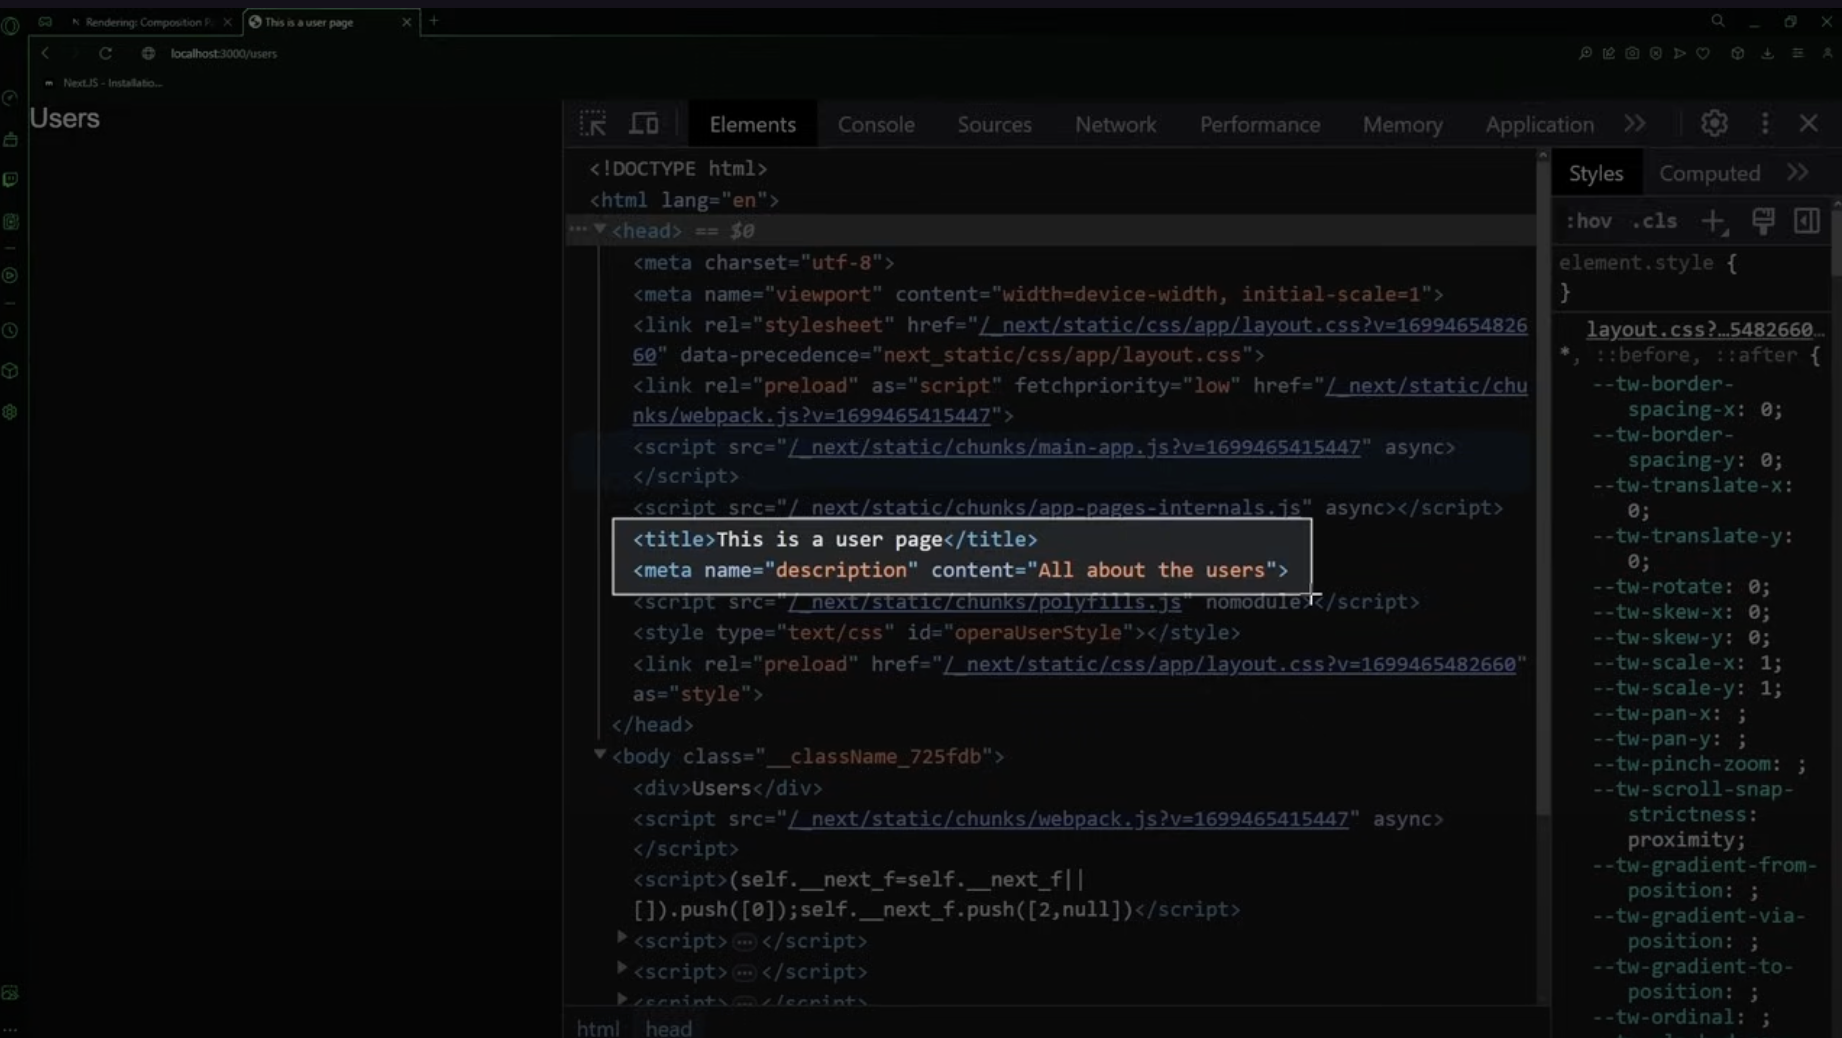 Rendering: Composition Pa
This is a user page
localhost:3000/users
NextJS - Installatio...
Users
Elements
Console
Sources
Network
Performance
Memory
Application
<!DOCTYPE html>
<html lang="en">
<head> == $0
<meta charset="utf-8">
<meta name="viewport" content="width=device-width, initial-scale=1">
<link rel="stylesheet" href="/_next/static/css/app/layout.css?v=16994654826
60" data-precedence="next_static/css/app/layout.css">
<link rel="preload" as="script" fetchpriority="low" href="/_next/static/chu
nks/webpack.js?v=1699465415447">
<script src="/_next/static/chunks/main-app.js?v=1699465415447" async>
</script>
<script src="/_next/static/chunks/app-pages-internals.js" async></script>
<title>This is a user page</title>
<meta name="description" content="All about the users">
<script src="/_next/static/chunks/polyfills.js" nomodule></script>
<style type="text/css" id="operaUserStyle"></style>
<link rel="preload" href="/_next/static/css/app/layout.css?v=1699465482660"
as="style">
</head>
<body class="__className_725fdb">
<div>Users</div>
<script src="/_next/static/chunks/webpack.js?v=1699465415447" async>
</script>
<script>(self.__next_f=self.__next_f||
[]).push([0]);self.__next_f.push([2,null])</script>
<script>…</script>
<script>…</script>
<script>…</script>
html head
Styles
Computed
:hov .cls
element.style {
}
layout.css?…5482660…
*, ::before, ::after {
--tw-border-
spacing-x: 0;
--tw-border-
spacing-y: 0;
--tw-translate-x:
0;
--tw-translate-y:
0;
--tw-rotate: 0;
--tw-skew-x: 0;
--tw-skew-y: 0;
--tw-scale-x: 1;
--tw-scale-y: 1;
--tw-pan-x: ;
--tw-pan-y: ;
--tw-pinch-zoom: ;
--tw-scroll-snap-
strictness:
proximity;
--tw-gradient-from-
position: ;
--tw-gradient-via-
position: ;
--tw-gradient-to-
position: ;
--tw-ordinal: ;